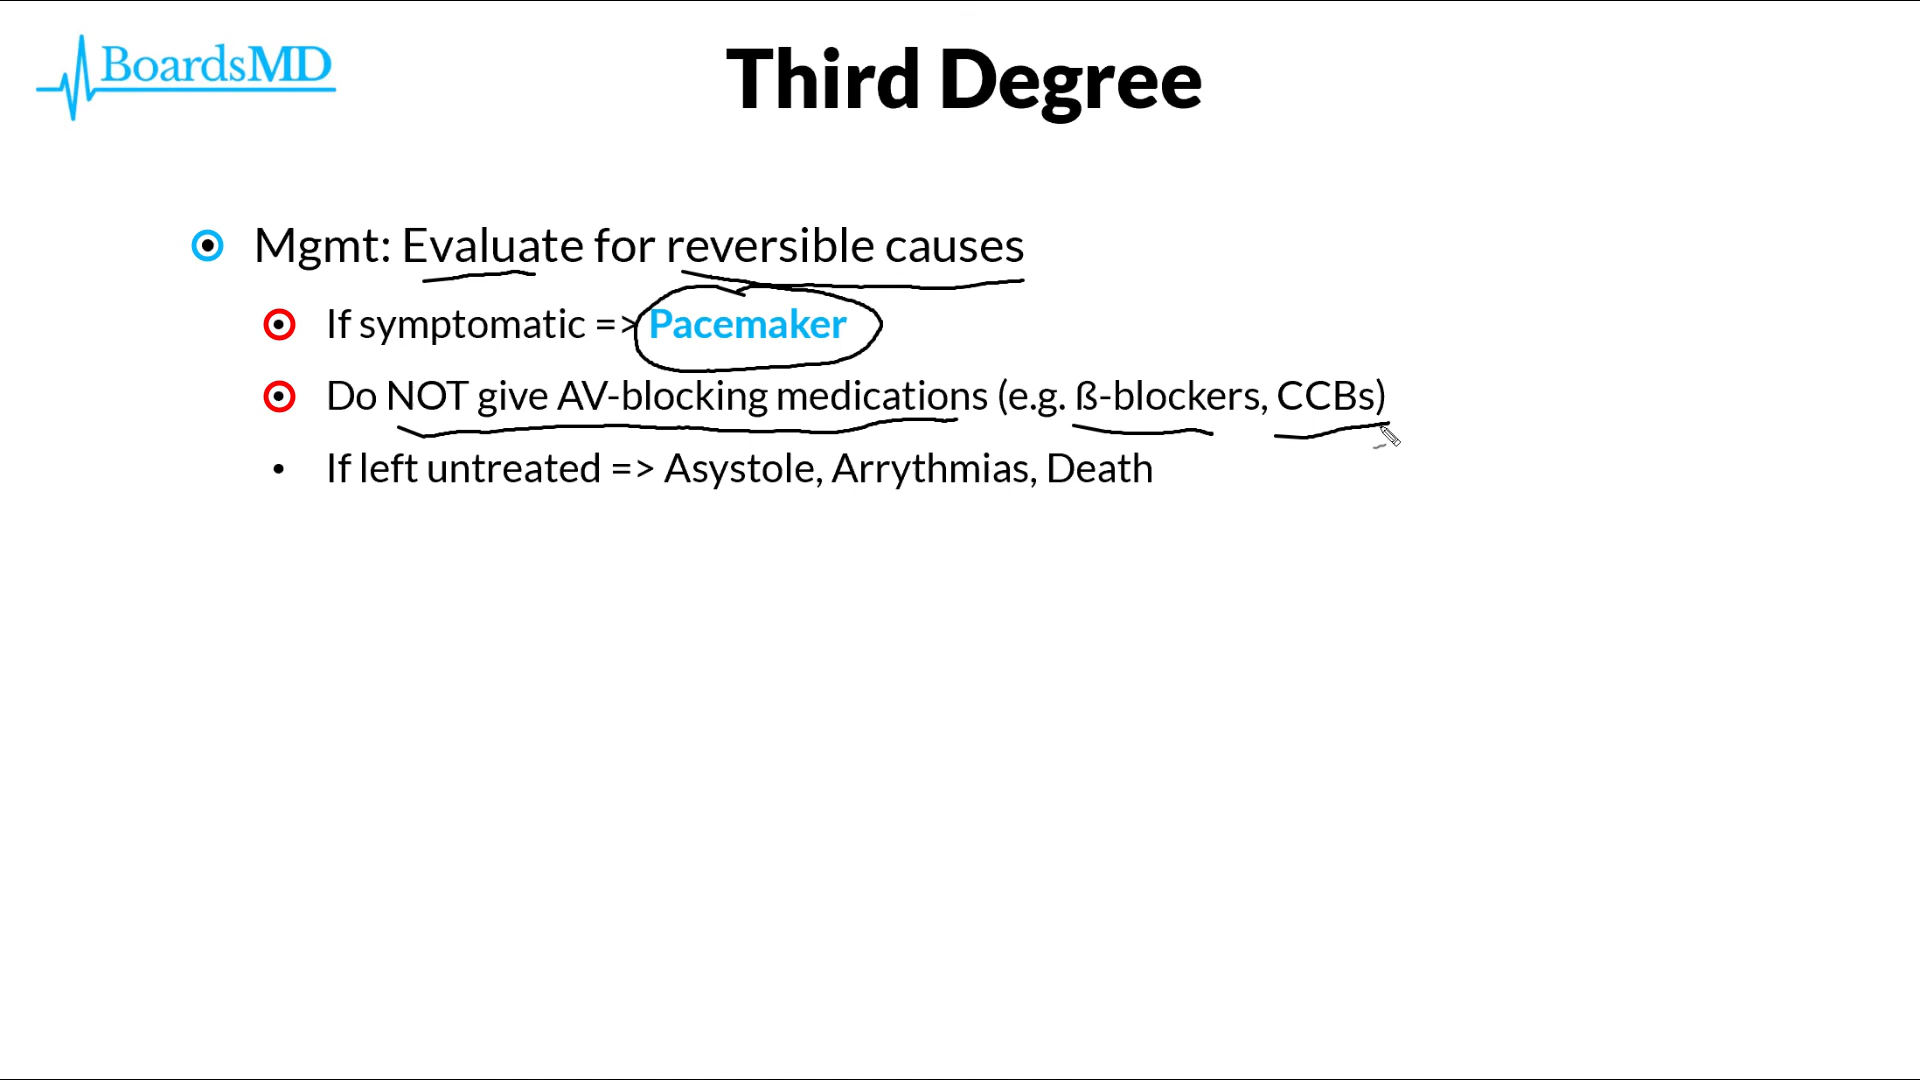 BoardsMD
Third Degree
Mgmt: Evaluate for reversible causes
If symptomatic => Pacemaker
Do NOT give AV-blocking medications (e.g. ß-blockers, CCBs)
If left untreated => Asystole, Arrythmias, Death